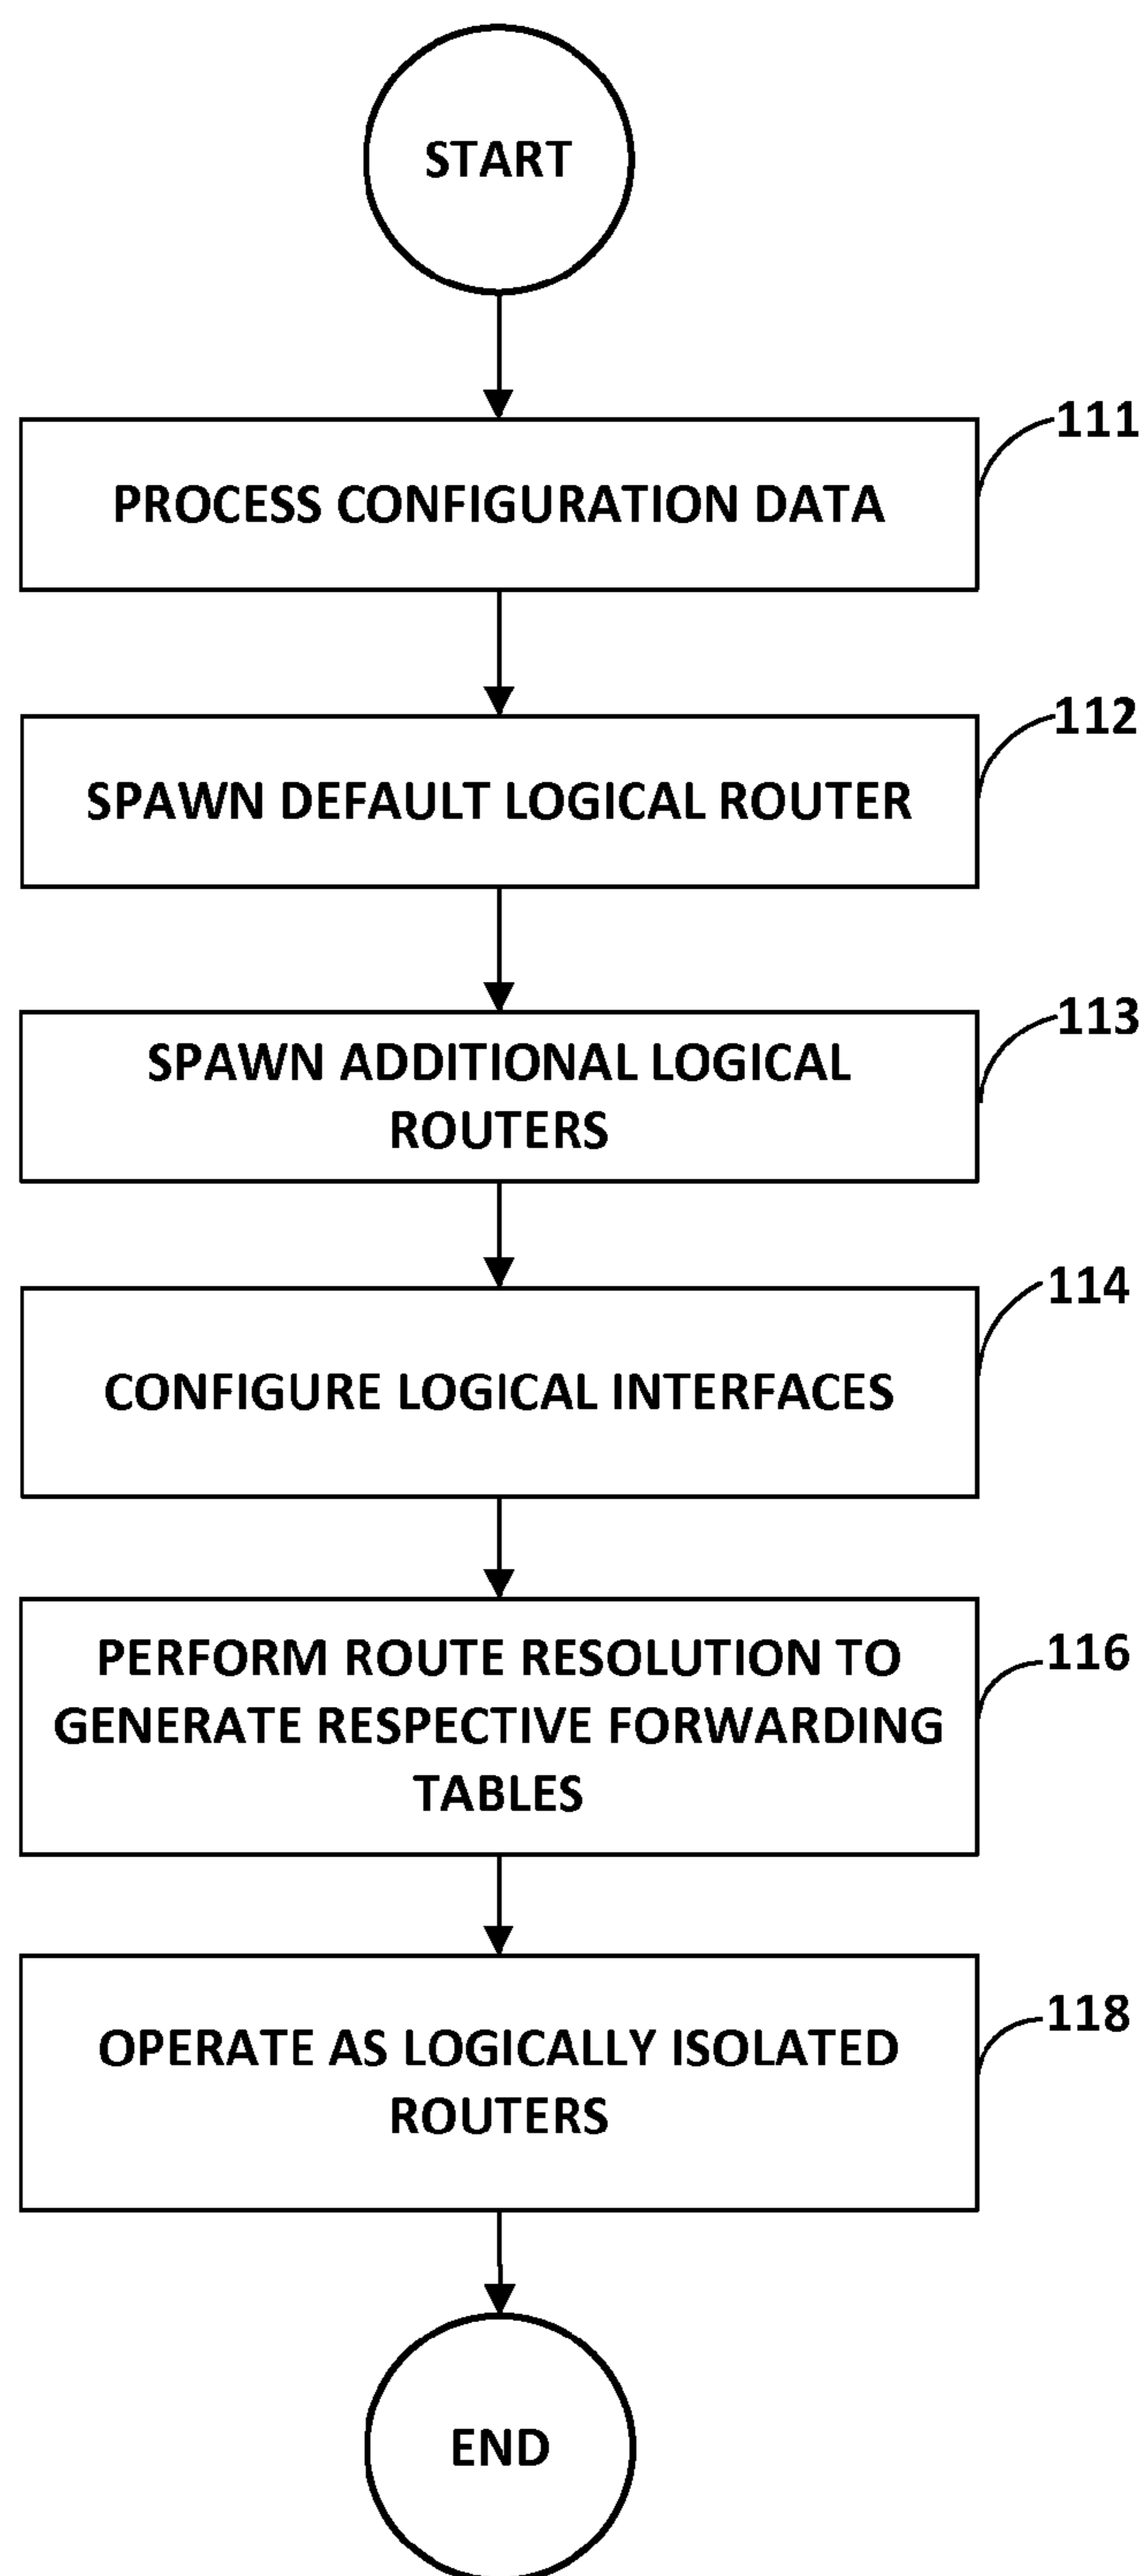 START
111
PROCESS CONFIGURATION DATA
112
SPAWN DEFAULT LOGICAL ROUTER
113
SPAWN ADDITIONAL LOGICAL
ROUTERS
114
CONFIGURE LOGICAL INTERFACES
116
PERFORM ROUTE RESOLUTION TO
GENERATE RESPECTIVE FORWARDING
TABLES
118
OPERATE AS LOGICALLY ISOLATED
ROUTERS
END